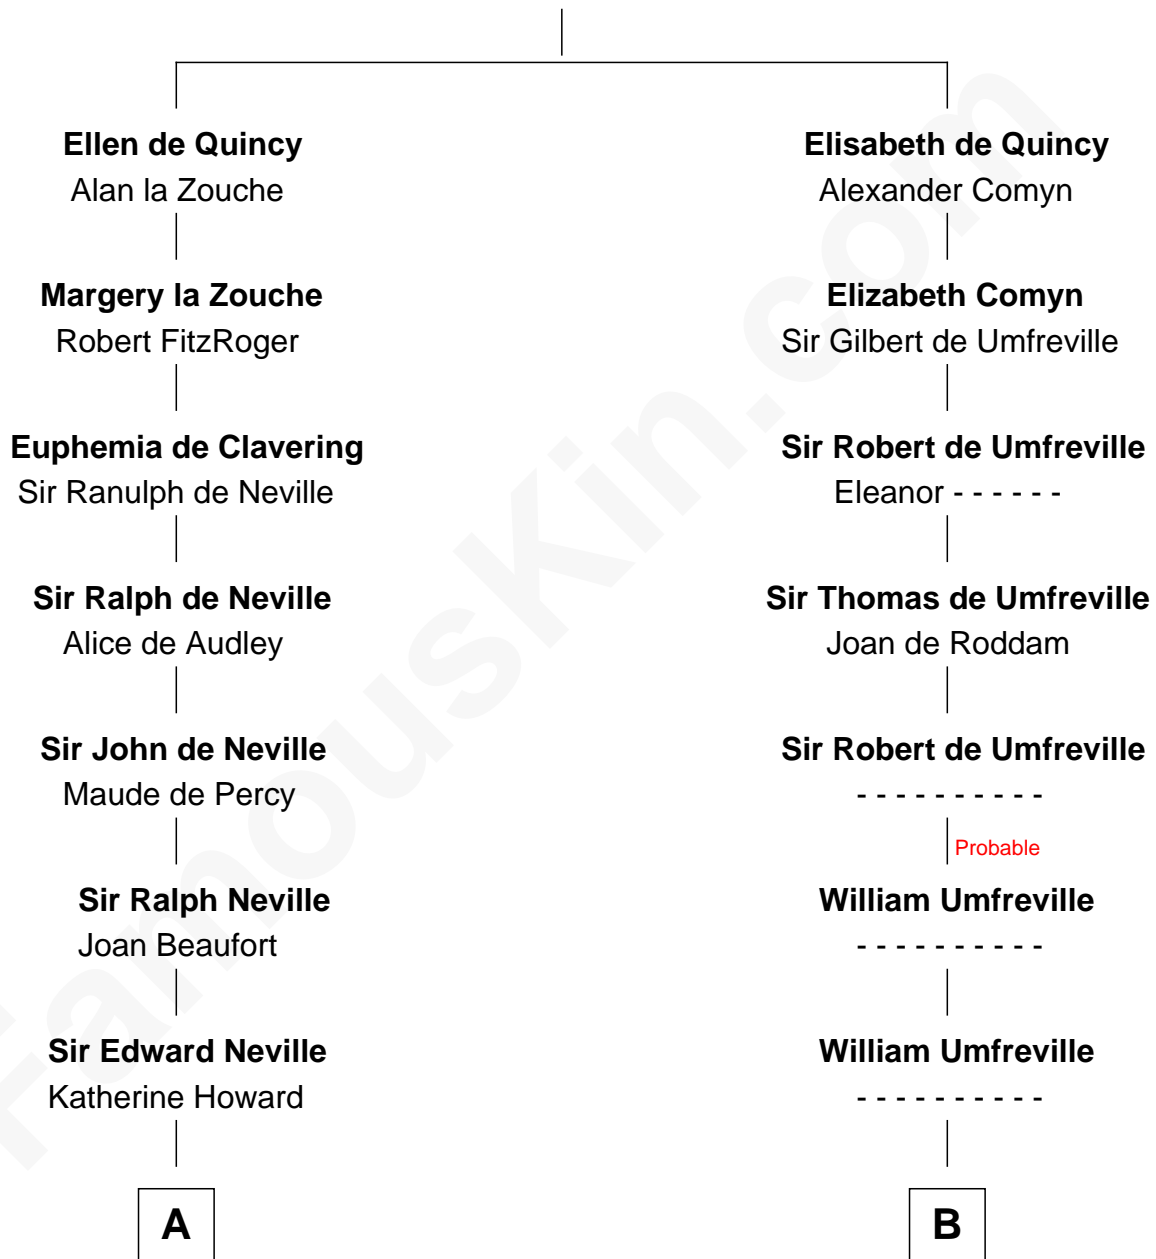 Ellen de Quincy
Alan la Zouche
Elisabeth de Quincy
Alexander Comyn
Margery la Zouche
Robert FitzRoger
Elizabeth Comyn
Sir Gilbert de Umfreville
Euphemia de Clavering
Sir Ranulph de Neville
Sir Robert de Umfreville
Eleanor - - - - - -
Sir Ralph de Neville
Alice de Audley
Sir Thomas de Umfreville
Joan de Roddam
Sir John de Neville
Maude de Percy
Sir Robert de Umfreville
- - - - - - - - - -
Probable
Sir Ralph Neville
Joan Beaufort
William Umfreville
- - - - - - - - - -
Sir Edward Neville
Katherine Howard
William Umfreville
- - - - - - - - - -
A
B
FamousKin.com